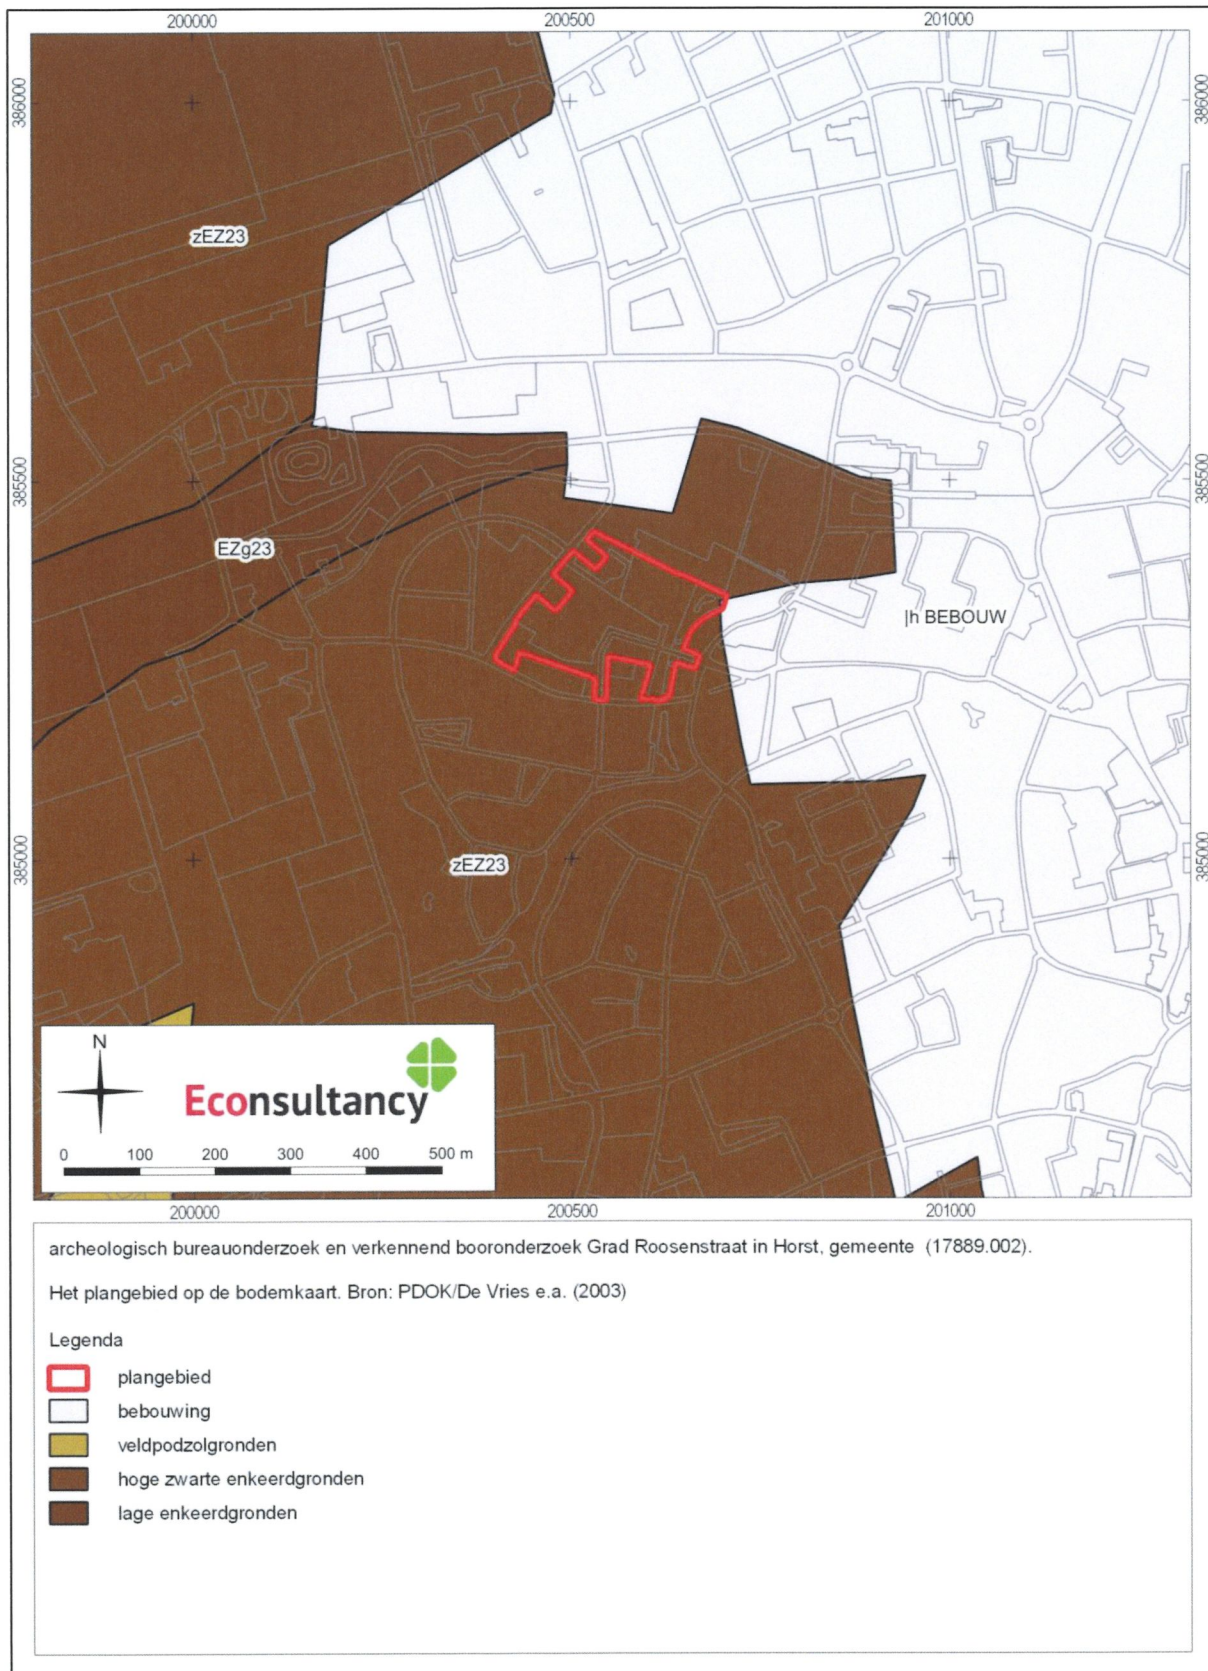 200000 200500 201000
386000 386000
zEZ23
385500 385500
EZg23
|h BEBOUW
385000 385000
zEZ23
N
Econsultancy
0 100 200 300 400 500 m
200000 200500 201000
archeologisch bureauonderzoek en verkennend booronderzoek Grad Roosenstraat in Horst, gemeente (17889.002).
Het plangebied op de bodemkaart. Bron: PDOK/De Vries e.a. (2003)
Legenda
plangebied
bebouwing
veldpodzolgronden
hoge zwarte enkeerdgronden
lage enkeerdgronden